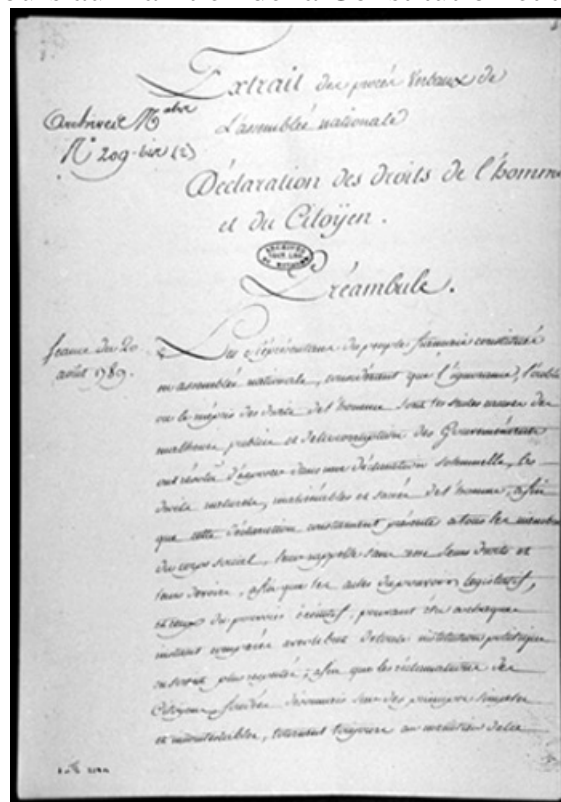 Extrait des procès Verbaux de
L'assemblée nationale
N° 209-bis (2)
Déclaration des droits de l'homme
et du Citoÿen.
ARCHIVES
Préambule.
Séance du 20
août 1789.
Les Représentans du peuple français constitués
en assemblée nationale, considérant que l'ignorance, l'oubli
ou le mépris des droits de l'homme sont les seules causes des
malheurs publics et de la corruption des Gouvernements
ont résolu d'exposer dans une déclaration solemnelle, les
droits naturels, inaliénables et sacrés de l'homme, afin
que cette déclaration constament présente a tous les membres
du corps social, leur rappelle sans cesse leurs droits et
leurs devoirs, afin que les actes du pouvoir législatif,
et ceux du pouvoir exécutif, pouvant être a chaque
instant comparés avec le but de toute institution politique
en soient plus respectés; afin que les réclamations des
Citoyens, fondées désormais sur des principes simples
et incontestables, tournent toujours au maintien de la